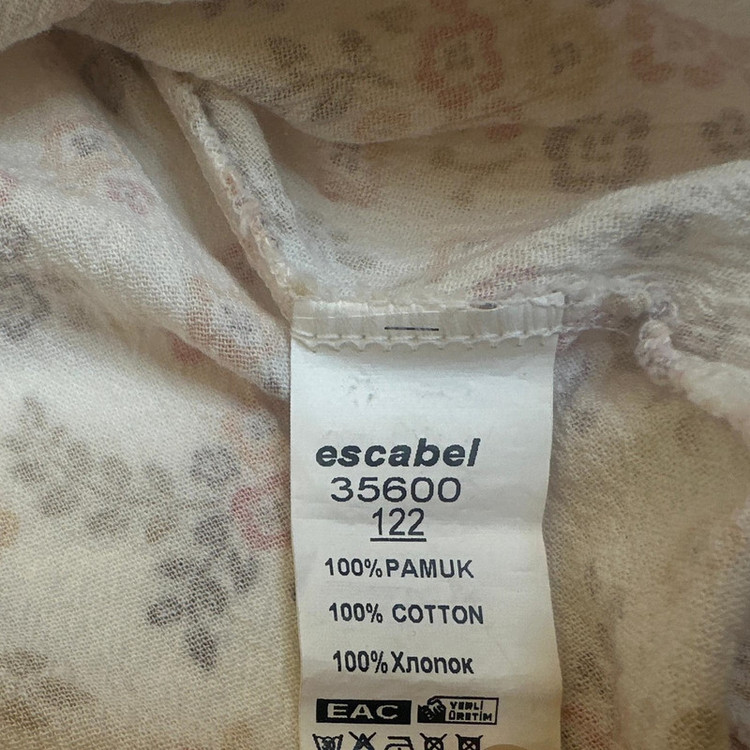 escabel
35600
122
100%PAMUK
100% COTTON
100%Хлопок
EAC YERLİ
ÜRETİM